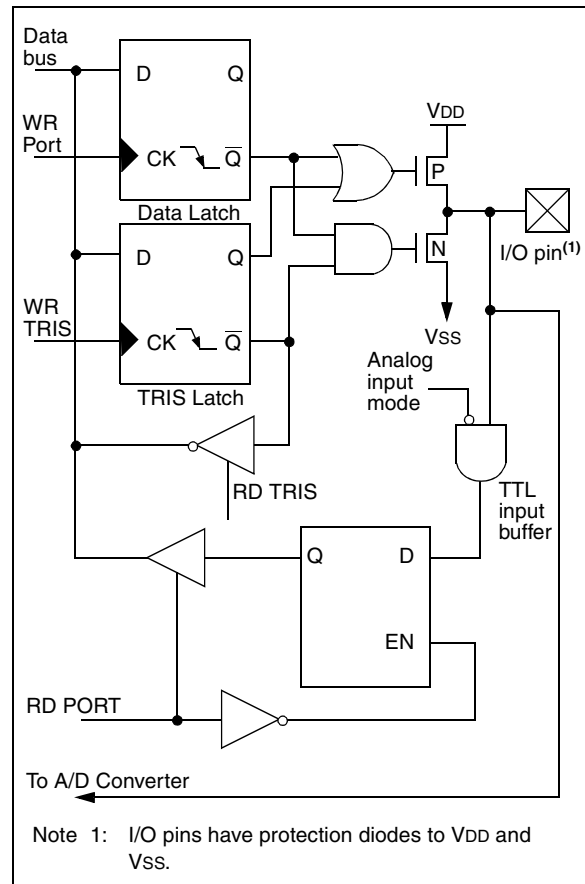 Data
bus
D Q
WR
Port
CK Q
VDD
P
Data Latch
D Q
N
I/O pin(1)
WR
TRIS
CK Q
VSS
Analog
input
mode
TRIS Latch
RD TRIS
TTL
input
buffer
Q D
EN
RD PORT
To A/D Converter
Note 1: I/O pins have protection diodes to VDD and
VSS.